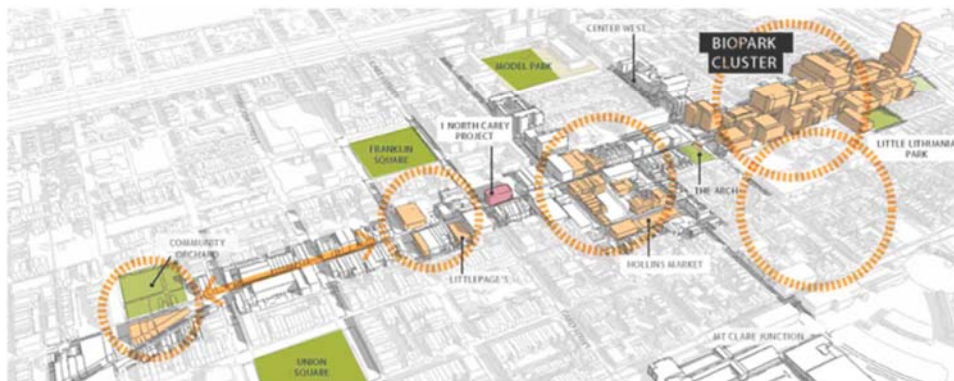 CENTER WEST
BIOPARK
CLUSTER
MODEL PARK
1 NORTH CAREY
PROJECT
FRANKLIN
SQUARE
LITTLE LITHUANIA
PARK
THE ARCH
COMMUNITY
ORCHARD
LITTLEPAGE'S
HOLLINS MARKET
MT CLARE JUNCTION
UNION
SQUARE